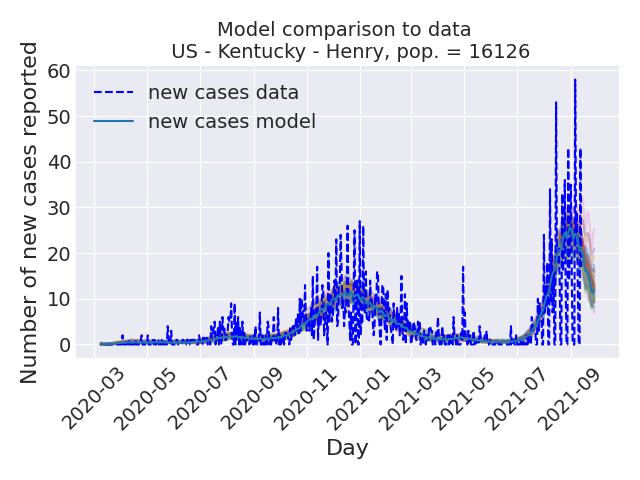 Model comparison to data
US - Kentucky - Henry, pop. = 16126
Number of new cases reported
60
50
40
30
20
10
0
new cases data
new cases model
2020-03
2020-05
2020-07
2020-09
2020-11
2021-01
2021-03
2021-05
2021-07
2021-09
Day